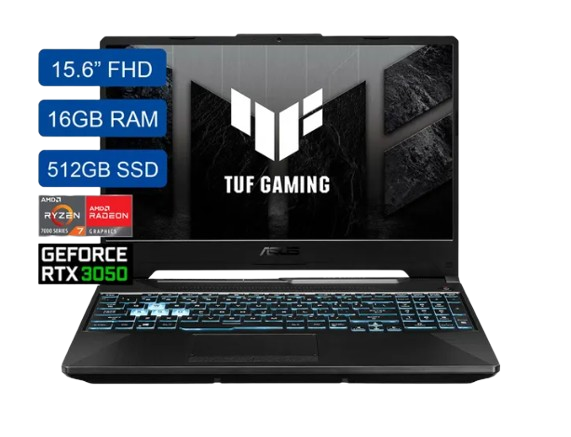 15.6” FHD
16GB RAM
512GB SSD
AMD
RYZEN
7000 SERIES 7
AMD
RADEON
GRAPHICS
GEFORCE
RTX 3050
TUF GAMING
ASUS